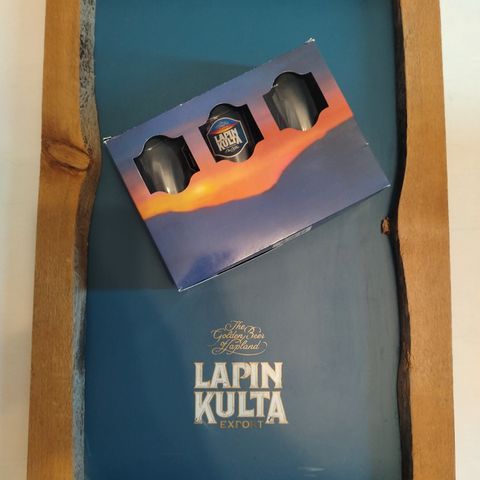 LAPIN
KULTA
The
Golden Beer
of Lapland
LAPIN
KULTA
EXPORT